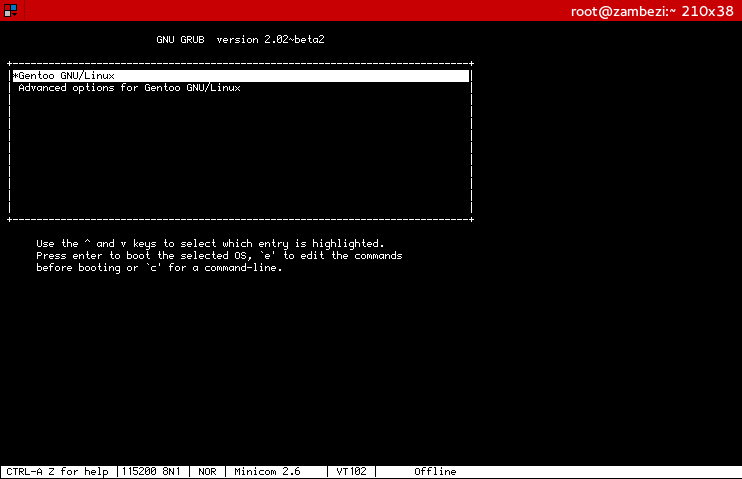 root@zambezi:~ 210x38
GNU GRUB  version 2.02~beta2
*Gentoo GNU/Linux
Advanced options for Gentoo GNU/Linux
Use the ^ and v keys to select which entry is highlighted.
Press enter to boot the selected OS, `e' to edit the commands
before booting or `c' for a command-line.
CTRL-A Z for help |115200 8N1 | NOR | Minicom 2.6    | VT102 |      Offline